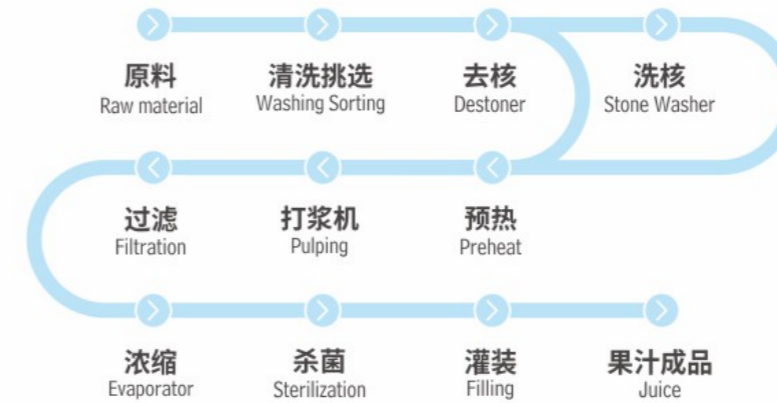 原料
Raw material
清洗挑选
Washing Sorting
去核
Destoner
洗核
Stone Washer
过滤
Filtration
打浆机
Pulping
预热
Preheat
浓缩
Evaporator
杀菌
Sterilization
灌装
Filling
果汁成品
Juice